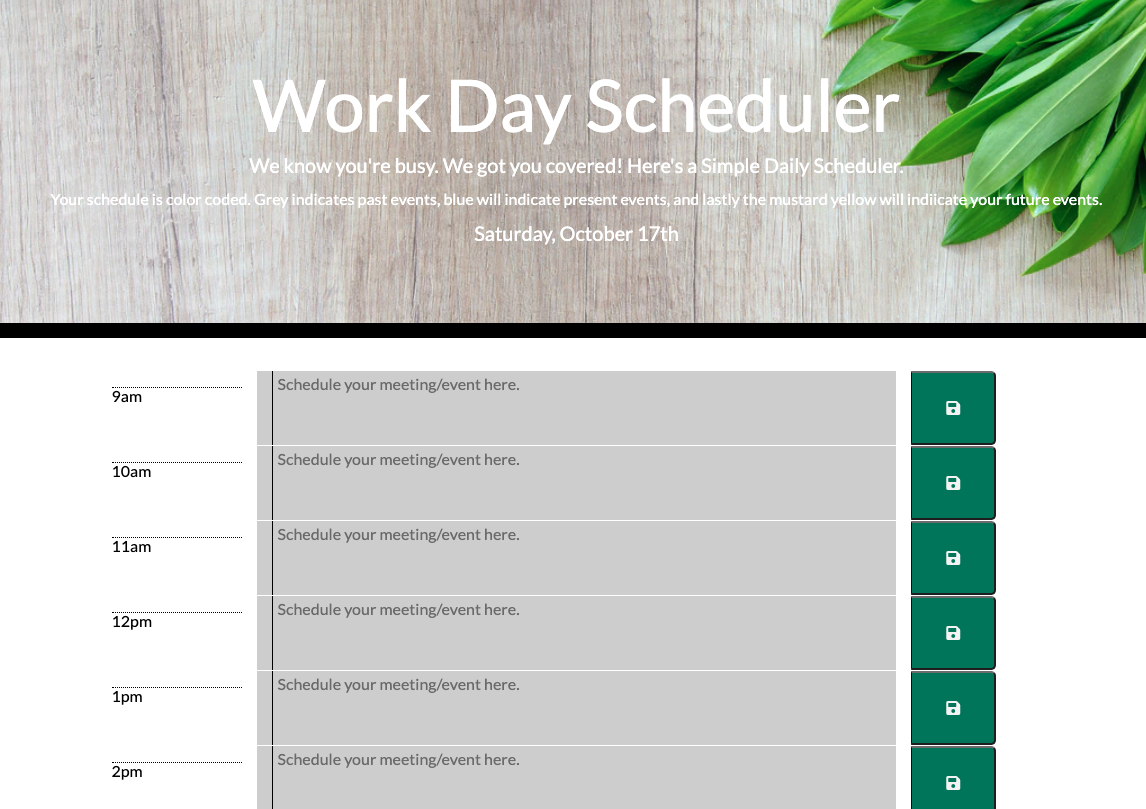 Work Day Scheduler
We know you're busy. We got you covered! Here's a Simple Daily Scheduler.
Your schedule is color coded. Grey indicates past events, blue will indicate present events, and lastly the mustard yellow will indiicate your future events.
Saturday, October 17th
9am
Schedule your meeting/event here.
10am
Schedule your meeting/event here.
11am
Schedule your meeting/event here.
12pm
Schedule your meeting/event here.
1pm
Schedule your meeting/event here.
2pm
Schedule your meeting/event here.